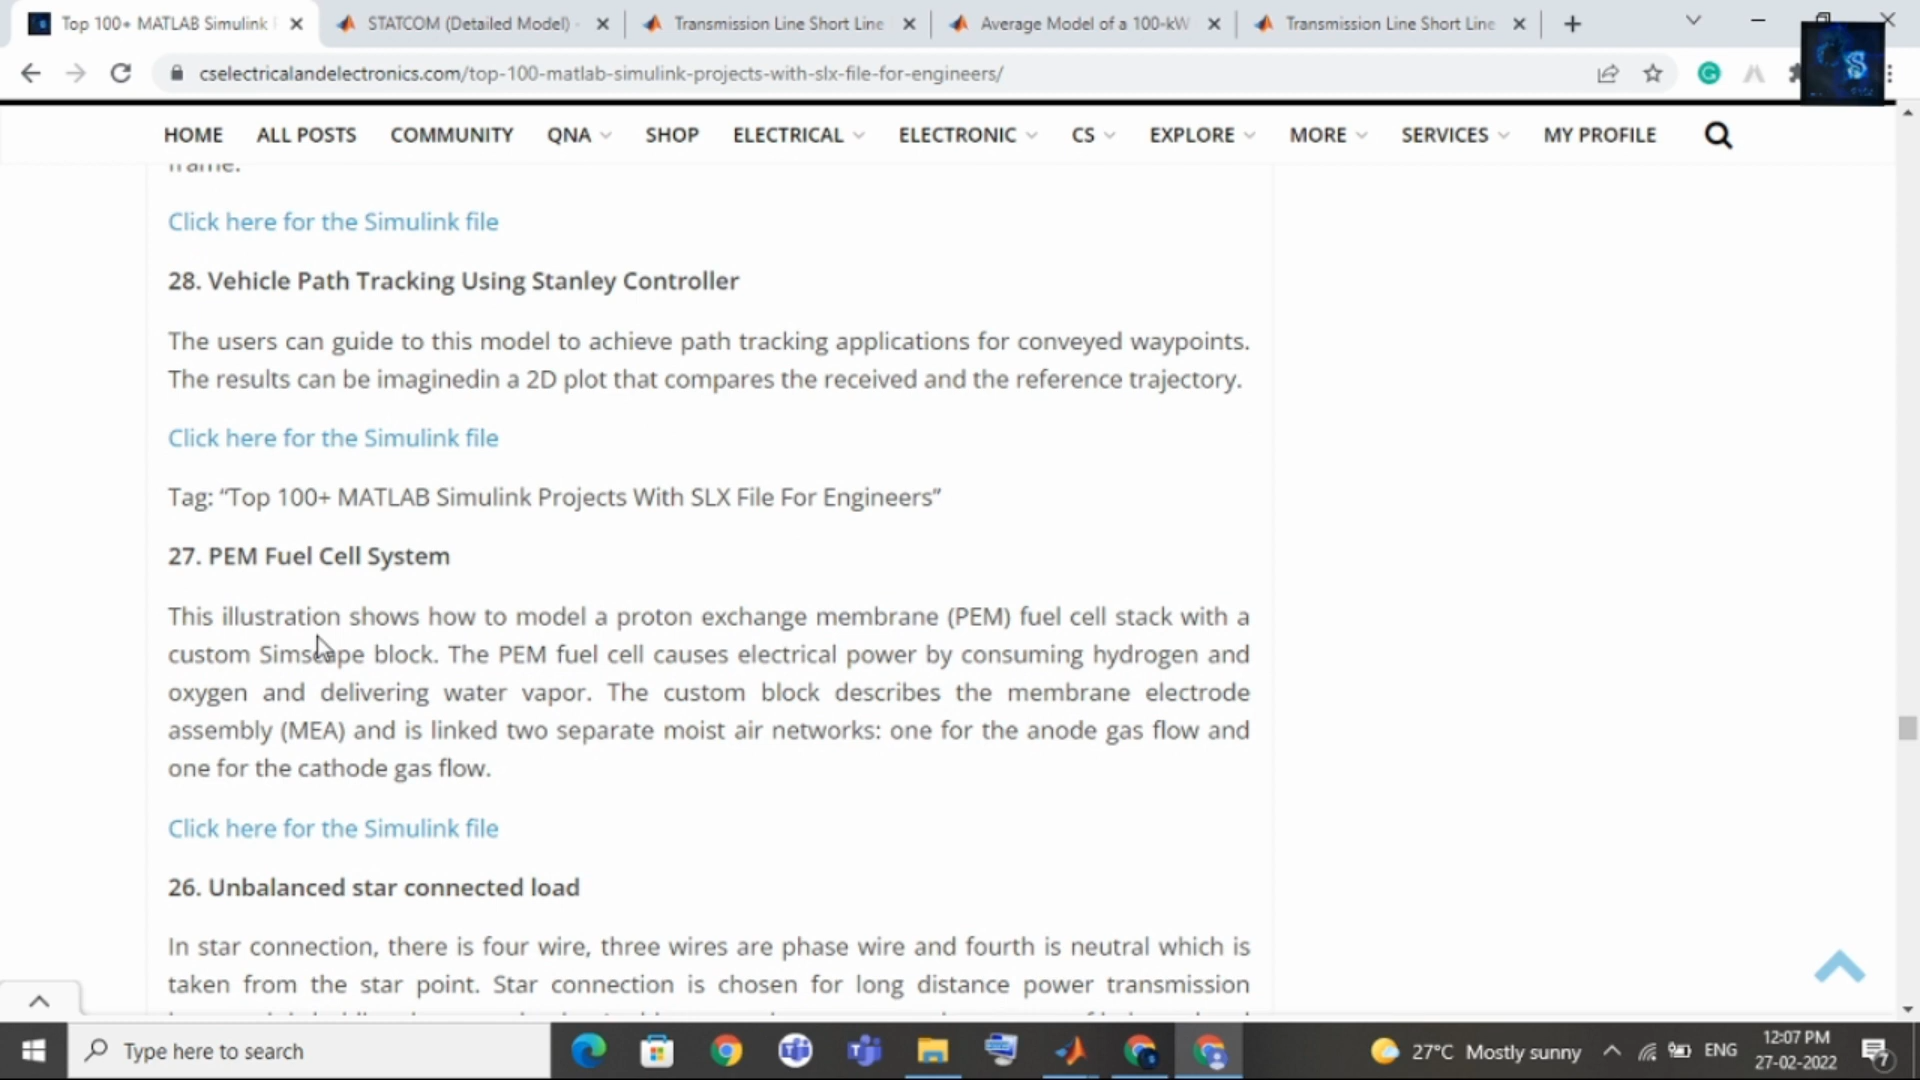 Top 100+ MATLAB Simulink
STATCOM (Detailed Model) -
Transmission Line Short Line
Average Model of a 100-kW
Transmission Line Short Line
cselectricalandelectronics.com/top-100-matlab-simulink-projects-with-slx-file-for-engineers/
HOME ALL POSTS COMMUNITY QNA SHOP ELECTRICAL ELECTRONIC CS EXPLORE MORE SERVICES MY PROFILE
frame.
Click here for the Simulink file
28. Vehicle Path Tracking Using Stanley Controller
The users can guide to this model to achieve path tracking applications for conveyed waypoints.
The results can be imaginedin a 2D plot that compares the received and the reference trajectory.
Click here for the Simulink file
Tag: “Top 100+ MATLAB Simulink Projects With SLX File For Engineers”
27. PEM Fuel Cell System
This illustration shows how to model a proton exchange membrane (PEM) fuel cell stack with a
custom Simscape block. The PEM fuel cell causes electrical power by consuming hydrogen and
oxygen and delivering water vapor. The custom block describes the membrane electrode
assembly (MEA) and is linked two separate moist air networks: one for the anode gas flow and
one for the cathode gas flow.
Click here for the Simulink file
26. Unbalanced star connected load
In star connection, there is four wire, three wires are phase wire and fourth is neutral which is
taken from the star point. Star connection is chosen for long distance power transmission
Type here to search
27°C Mostly sunny
ENG
12:07 PM
27-02-2022
7